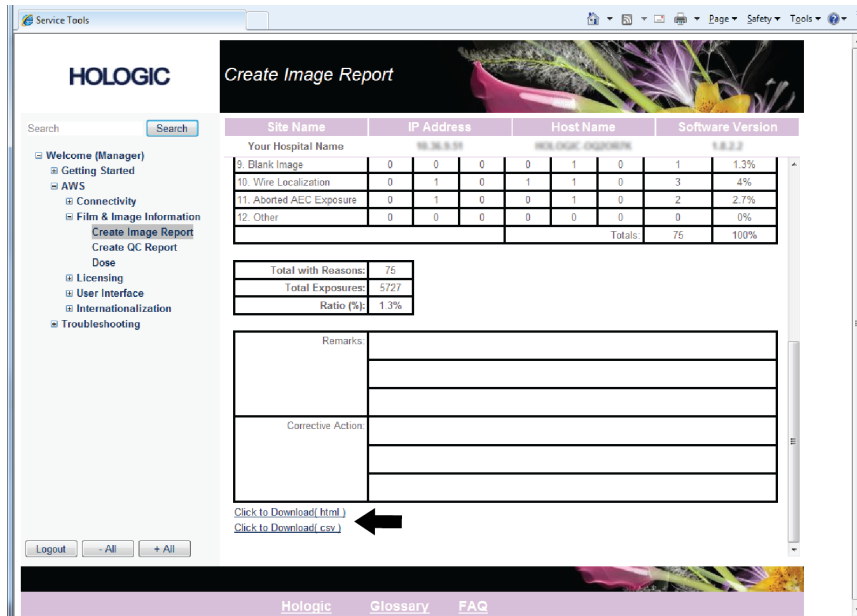 Service Tools
Page Safety Tools
HOLOGIC
Create Image Report
Search Search
Welcome (Manager)
Getting Started
AWS
Connectivity
Film & Image Information
Create Image Report
Create QC Report
Dose
Licensing
User Interface
Internationalization
Troubleshooting
Logout - All + All
Site Name IP Address Host Name Software Version
Your Hospital Name
9. Blank Image 0 0 0 0 1 0 1 1.3%
10. Wire Localization 0 1 0 1 1 0 3 4%
11. Aborted AEC Exposure 0 1 0 0 1 0 2 2.7%
12. Other 0 0 0 0 0 0 0 0%
Totals: 75 100%
Total with Reasons: 75
Total Exposures: 5727
Ratio (%): 1.3%
Remarks:
Corrective Action:
Click to Download( html )
Click to Download( csv )
Hologic Glossary FAQ